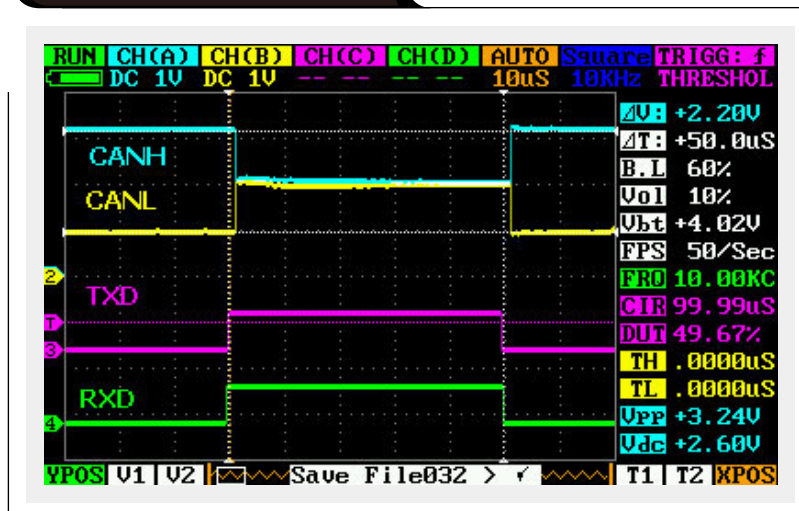 RUN CH(A) CH(B) CH(C) CH(D) AUTO Square TRIGG: f
DC 1V DC 1V -- -- -- -- 10uS 10KHz THRESHOL
⊿V: +2.20V
⊿T: +50.0uS
CANH
B.L 60%
CANL
Vol 10%
Vbt +4.02V
FPS 50/Sec
2
FRQ 10.00KC
TXD
CIR 99.99uS
T
DUT 49.67%
3
TH .0000uS
RXD
TL .0000uS
4
VPP +3.24V
Vdc +2.60V
YPOS V1 V2 Save File032 > ✓ T1 T2 XPOS